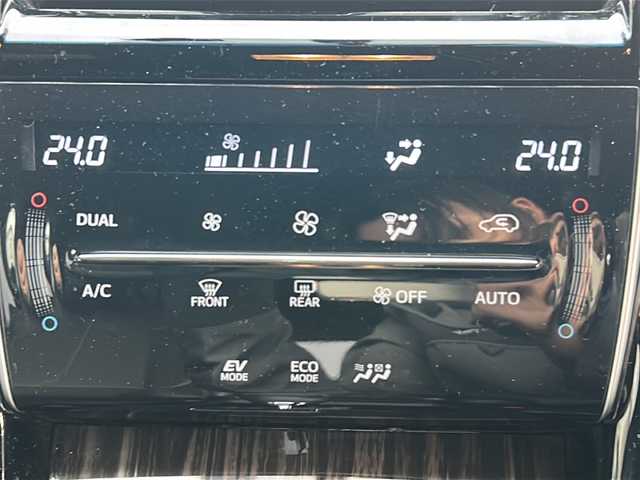 24.0 24.0
DUAL
A/C FRONT REAR OFF AUTO
EV MODE ECO MODE